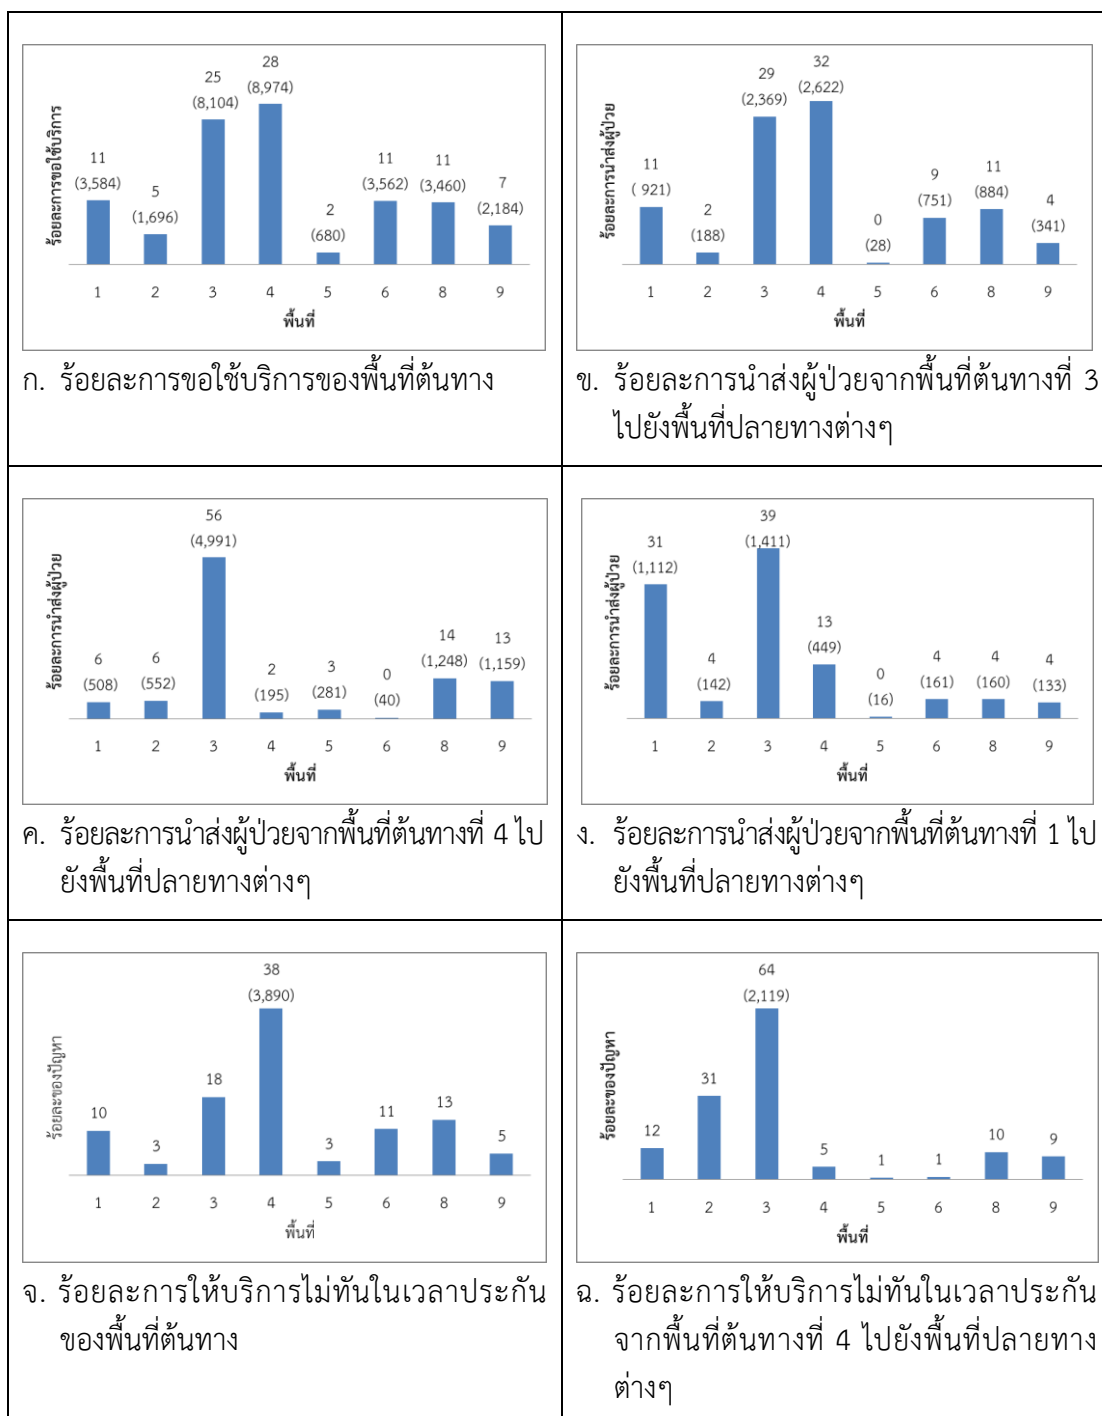 28
25
(8,974)
(8,104)
11
11
11
(3,584)
5
(3,562)
(3,460)
7
(1,696)
2
(2,184)
(680)
ร้อยละการขอใช้บริการ
1 2 3 4 5 6 8 9
พื้นที่
ก. ร้อยละการขอใช้บริการของพื้นที่ต้นทาง
32
29
(2,622)
(2,369)
11
11
( 921)
9
(884)
2
(751)
4
(188)
0
(341)
(28)
ร้อยละการนำส่งผู้ป่วย
1 2 3 4 5 6 8 9
พื้นที่
ข. ร้อยละการนำส่งผู้ป่วยจากพื้นที่ต้นทางที่ 3
ไปยังพื้นที่ปลายทางต่างๆ
56
(4,991)
14
13
6
6
2
3
(1,248)
(1,159)
(508)
(552)
(195)
(281)
0
(40)
ร้อยละการนำส่งผู้ป่วย
1 2 3 4 5 6 8 9
พื้นที่
ค. ร้อยละการนำส่งผู้ป่วยจากพื้นที่ต้นทางที่ 4 ไป
ยังพื้นที่ปลายทางต่างๆ
39
31
(1,411)
(1,112)
13
(449)
4
0
4
4
4
(142)
(16)
(161)
(160)
(133)
ร้อยละการนำส่งผู้ป่วย
1 2 3 4 5 6 8 9
พื้นที่
ง. ร้อยละการนำส่งผู้ป่วยจากพื้นที่ต้นทางที่ 1 ไป
ยังพื้นที่ปลายทางต่างๆ
38
(3,890)
18
10
13
11
3
3
5
ร้อยละของปัญหา
1 2 3 4 5 6 8 9
พื้นที่
จ. ร้อยละการให้บริการไม่ทันในเวลาประกัน
ของพื้นที่ต้นทาง
64
(2,119)
31
12
5
1
1
10
9
ร้อยละของปัญหา
1 2 3 4 5 6 8 9
พื้นที่
ฉ. ร้อยละการให้บริการไม่ทันในเวลาประกัน
จากพื้นที่ต้นทางที่ 4 ไปยังพื้นที่ปลายทาง
ต่างๆ